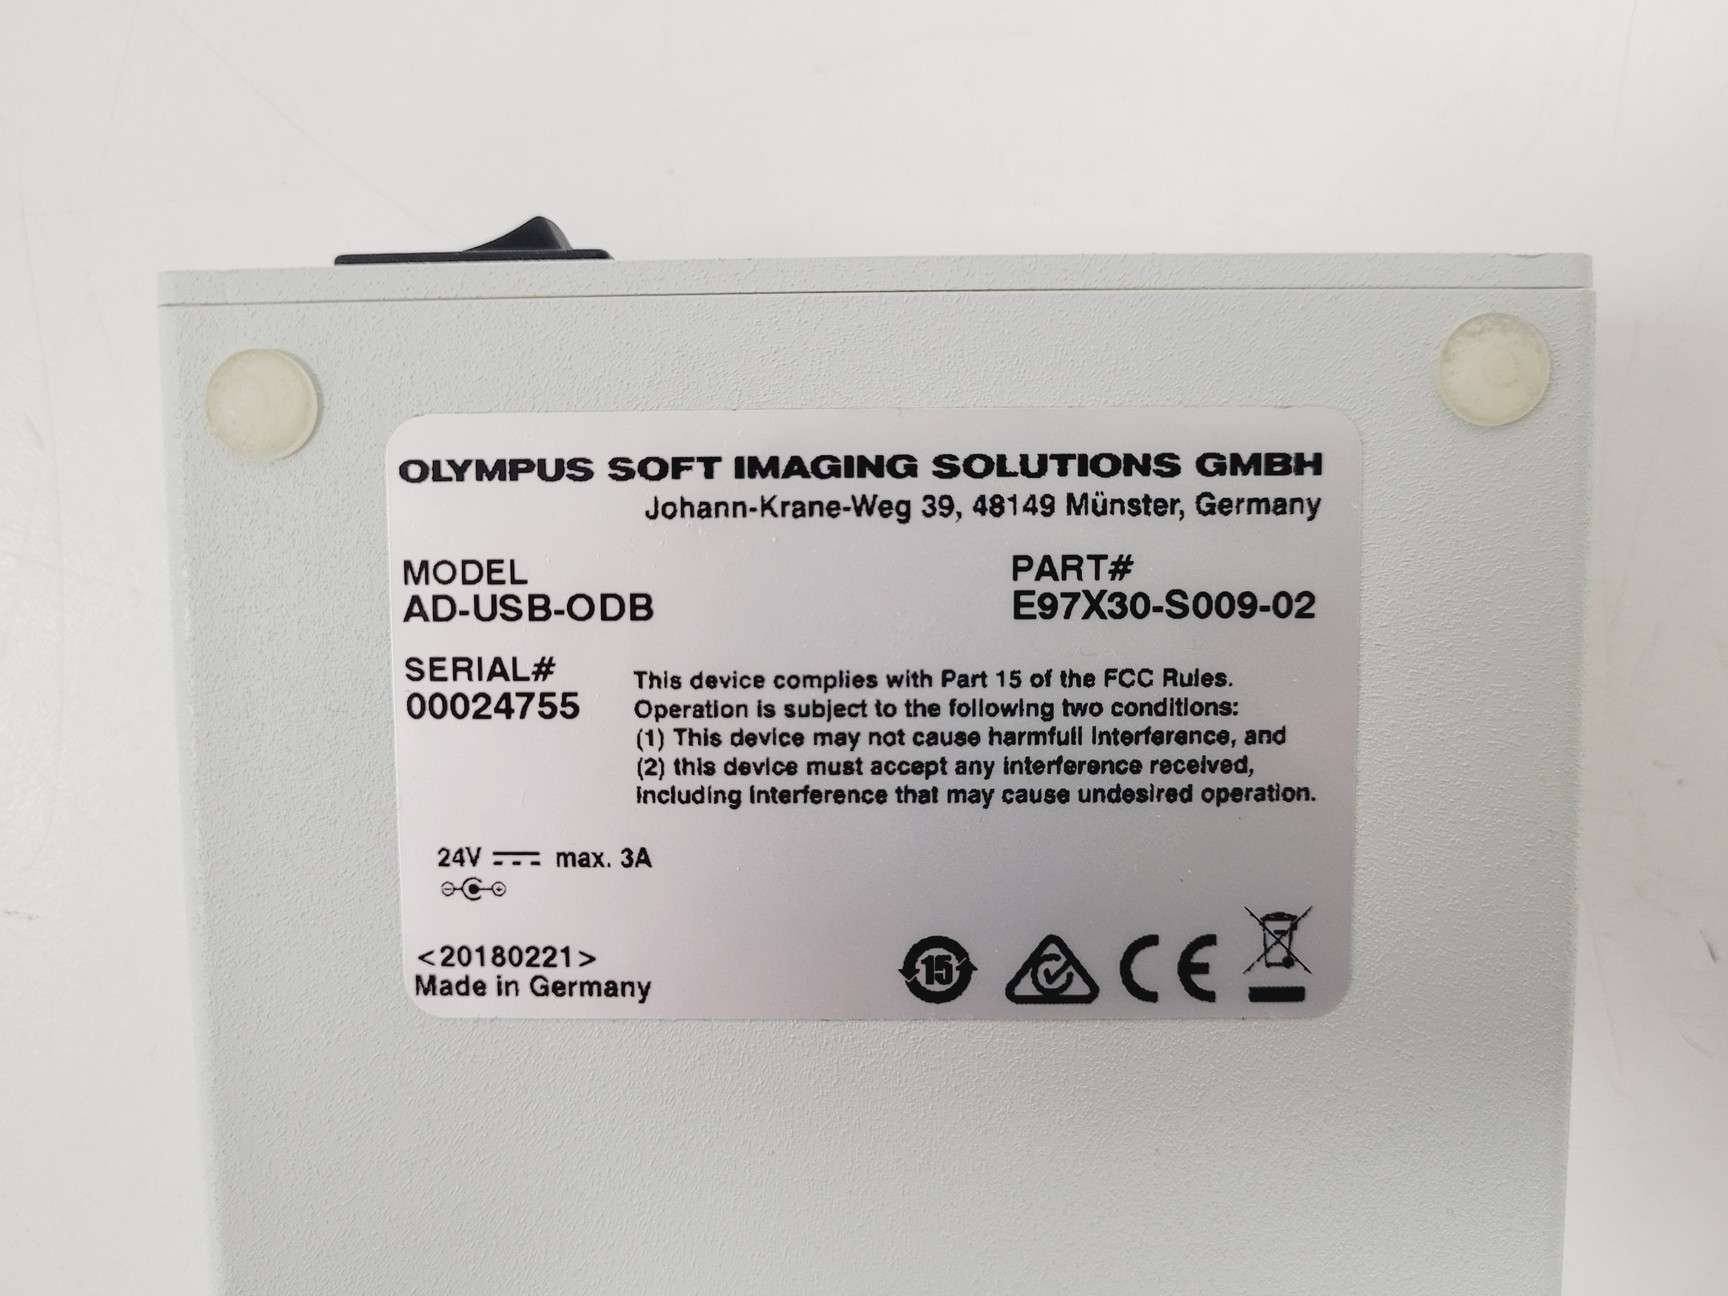 OLYMPUS SOFT IMAGING SOLUTIONS GMBH
Johann-Krane-Weg 39, 48149 Münster, Germany
MODEL
AD-USB-ODB
PART#
E97X30-S009-02
SERIAL#
00024755
This device complies with Part 15 of the FCC Rules.
Operation is subject to the following two conditions:
(1) This device may not cause harmfull interference, and
(2) this device must accept any interference received,
including interference that may cause undesired operation.
24V max. 3A
<20180221>
Made in Germany
15
CE